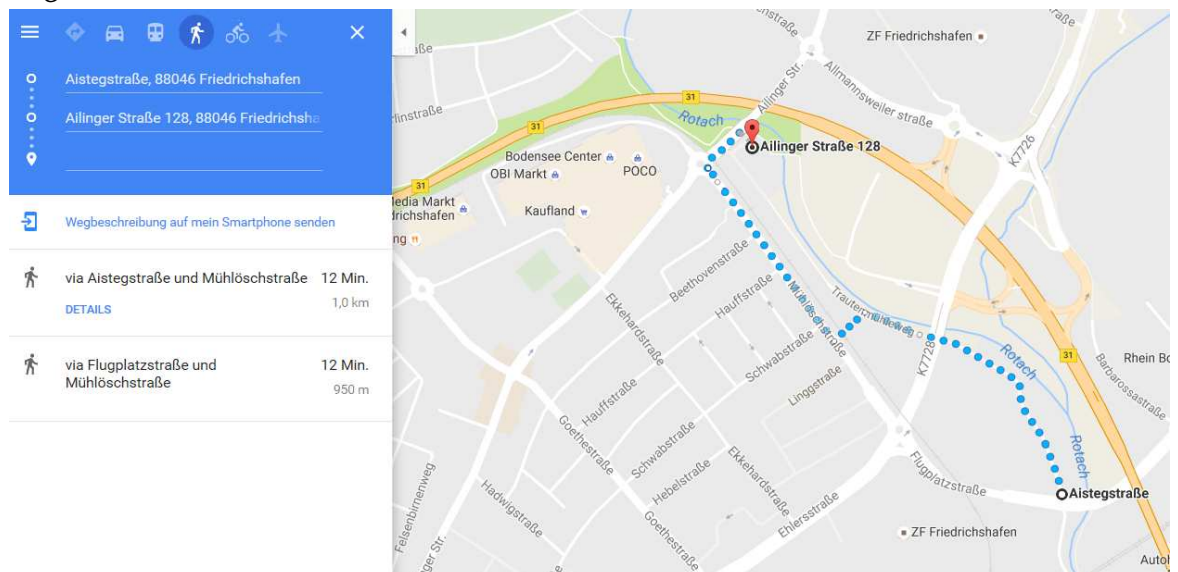 Aistegstraße, 88046 Friedrichshafen
Ailinger Straße 128, 88046 Friedrichsha
Wegbeschreibung auf mein Smartphone senden
via Aistegstraße und Mühlöschstraße 12 Min.
DETAILS 1,0 km
via Flugplatzstraße und 12 Min.
Mühlöschstraße 950 m
ZF Friedrichshafen
Ailinger Str.
Allmannsweiler straße
31
Rotach
K7726
31
Ailinger Straße 128
Bodensee Center
OBI Markt
POCO
31
Media Markt
Kaufland
Beethovenstraße
Hauffstraße
Mühlöschstraße
Trautenmühleweg
Ekkehardstraße
Schwabstraße
K7728
Rotach
31
Rhein
Barbarossastraße
Linggstraße
Hauffstraße
Goethestraße
Schwabstraße
Hebelstraße
Ekkehardstraße
Flugplatzstraße
Rotach
Aistegstraße
Felsenbirnenweg
Hadwigstraße
Goethestraße
Ehlersstraße
ZF Friedrichshafen